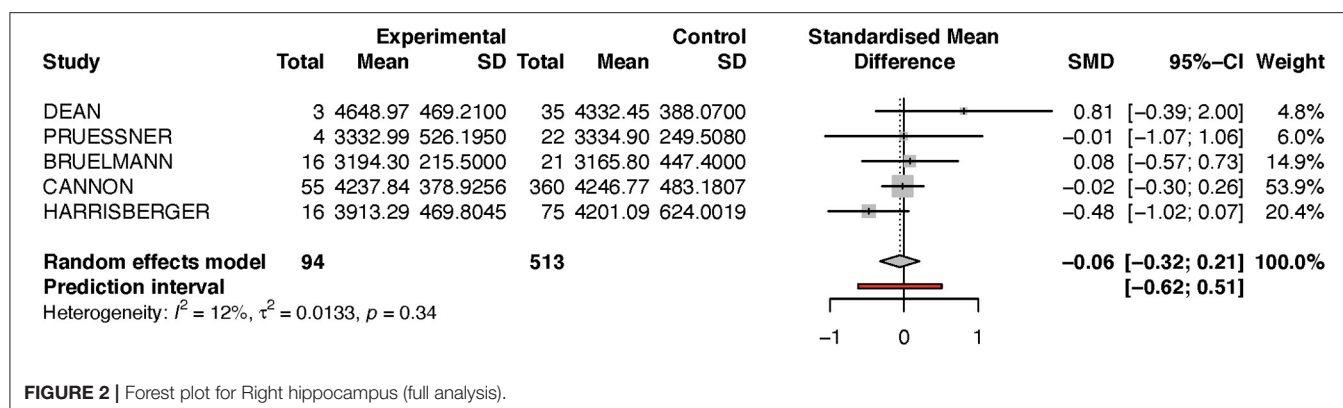 Experimental Control Standardised Mean
Study Total Mean SD Total Mean SD Difference SMD 95%–CI Weight
DEAN 3 4648.97 469.2100 35 4332.45 388.0700 0.81 [−0.39; 2.00] 4.8%
PRUESSNER 4 3332.99 526.1950 22 3334.90 249.5080 −0.01 [−1.07; 1.06] 6.0%
BRUELMANN 16 3194.30 215.5000 21 3165.80 447.4000 0.08 [−0.57; 0.73] 14.9%
CANNON 55 4237.84 378.9256 360 4246.77 483.1807 −0.02 [−0.30; 0.26] 53.9%
HARRISBERGER 16 3913.29 469.8045 75 4201.09 624.0019 −0.48 [−1.02; 0.07] 20.4%
Random effects model 94 513 −0.06 [−0.32; 0.21] 100.0%
Prediction interval [−0.62; 0.51]
Heterogeneity: I² = 12%, τ² = 0.0133, p = 0.34
−1 0 1
FIGURE 2 | Forest plot for Right hippocampus (full analysis).